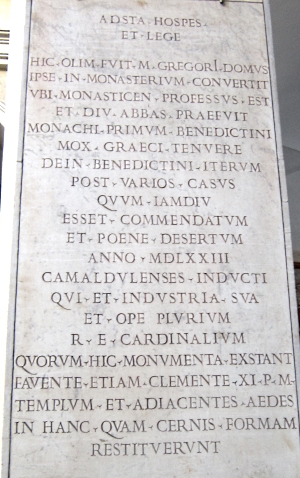 ADSTA·HOSPES
ET·LEGE
HIC·OLIM·FVIT·M·GREGORI·DOMVS
IPSE·IN·MONASTERIVM·CONVERTIT
VBI·MONASTICEN·PROFESSVS·EST
ET·DIV·ABBAS·PRAEFVIT
MONACHI·PRIMVM·BENEDICTINI
MOX·GRAECI·TENVERE
DEIN·BENEDICTINI·ITERVM
POST·VARIOS·CASVS
QVVM·IAMDIV
ESSET·COMMENDATVM
ET·POENE·DESERTVM
ANNO·MDLXXIII
CAMALDVLENSES·INDVCTI
QVI·ET·INDVSTRIA·SVA
ET·OPE·PLVRIVM
R·E·CARDINALIVM
QVORVM·HIC·MONVMENTA·EXSTANT
FAVENTE·ETIAM·CLEMENTE·XI·P·M·
TEMPLVM·ET·ADIACENTES·AEDES
IN·HANC·QVAM·CERNIS·FORMAM
RESTITVERVNT